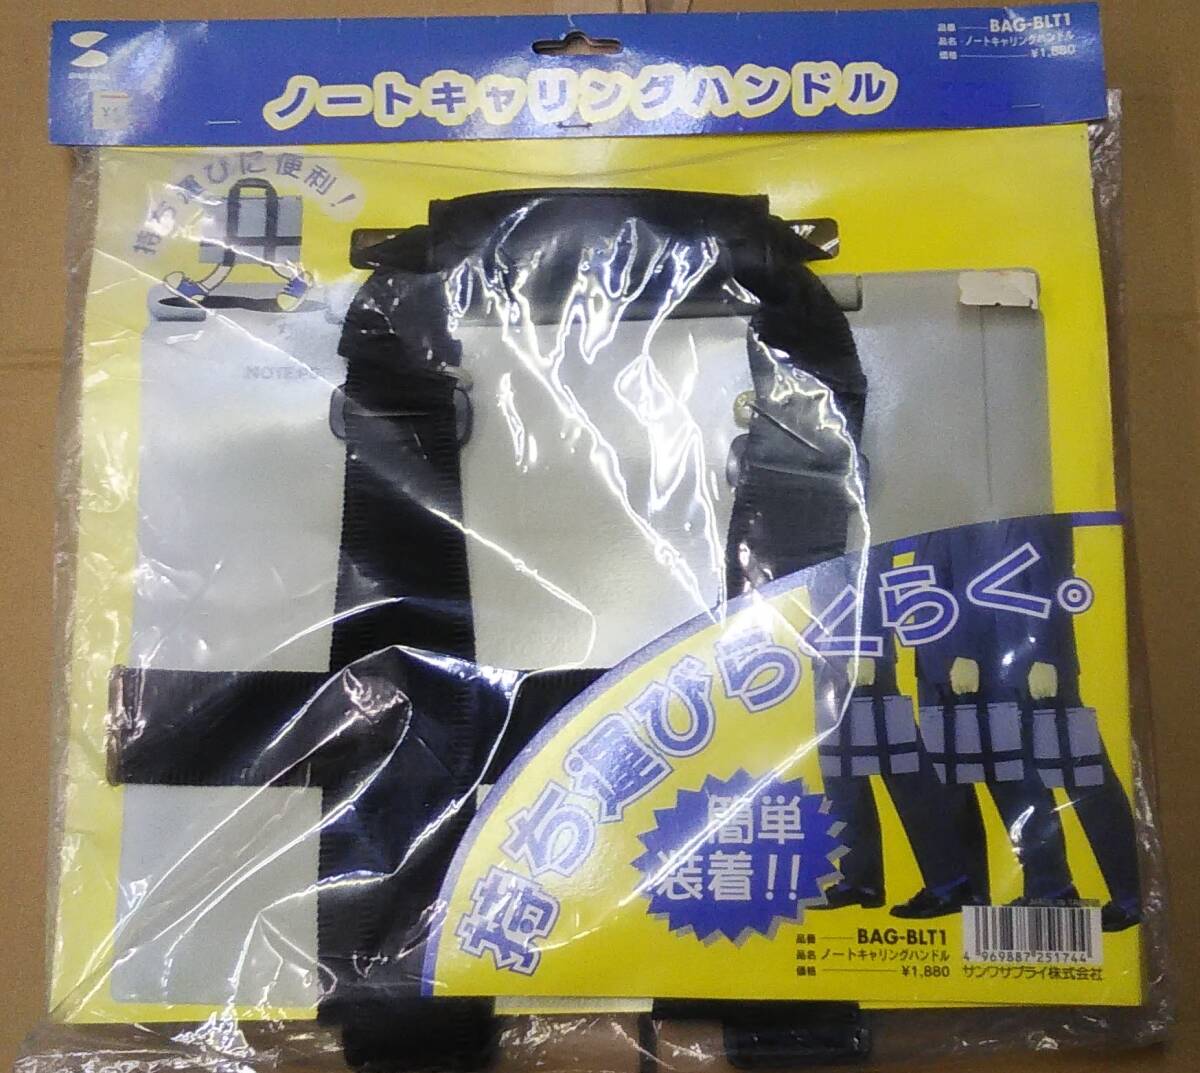 品番 BAG-BLT1
品名 ノートキャリングハンドル
価格 ¥1,880
ノートキャリングハンドル
持ち運びに便利!
持ち運びらくらく。
簡単
装着!!
MADE IN TAIWAN
品番 BAG-BLT1
品名 ノートキャリングハンドル
価格 ¥1,880
4 969887 251744
サンワサプライ株式会社